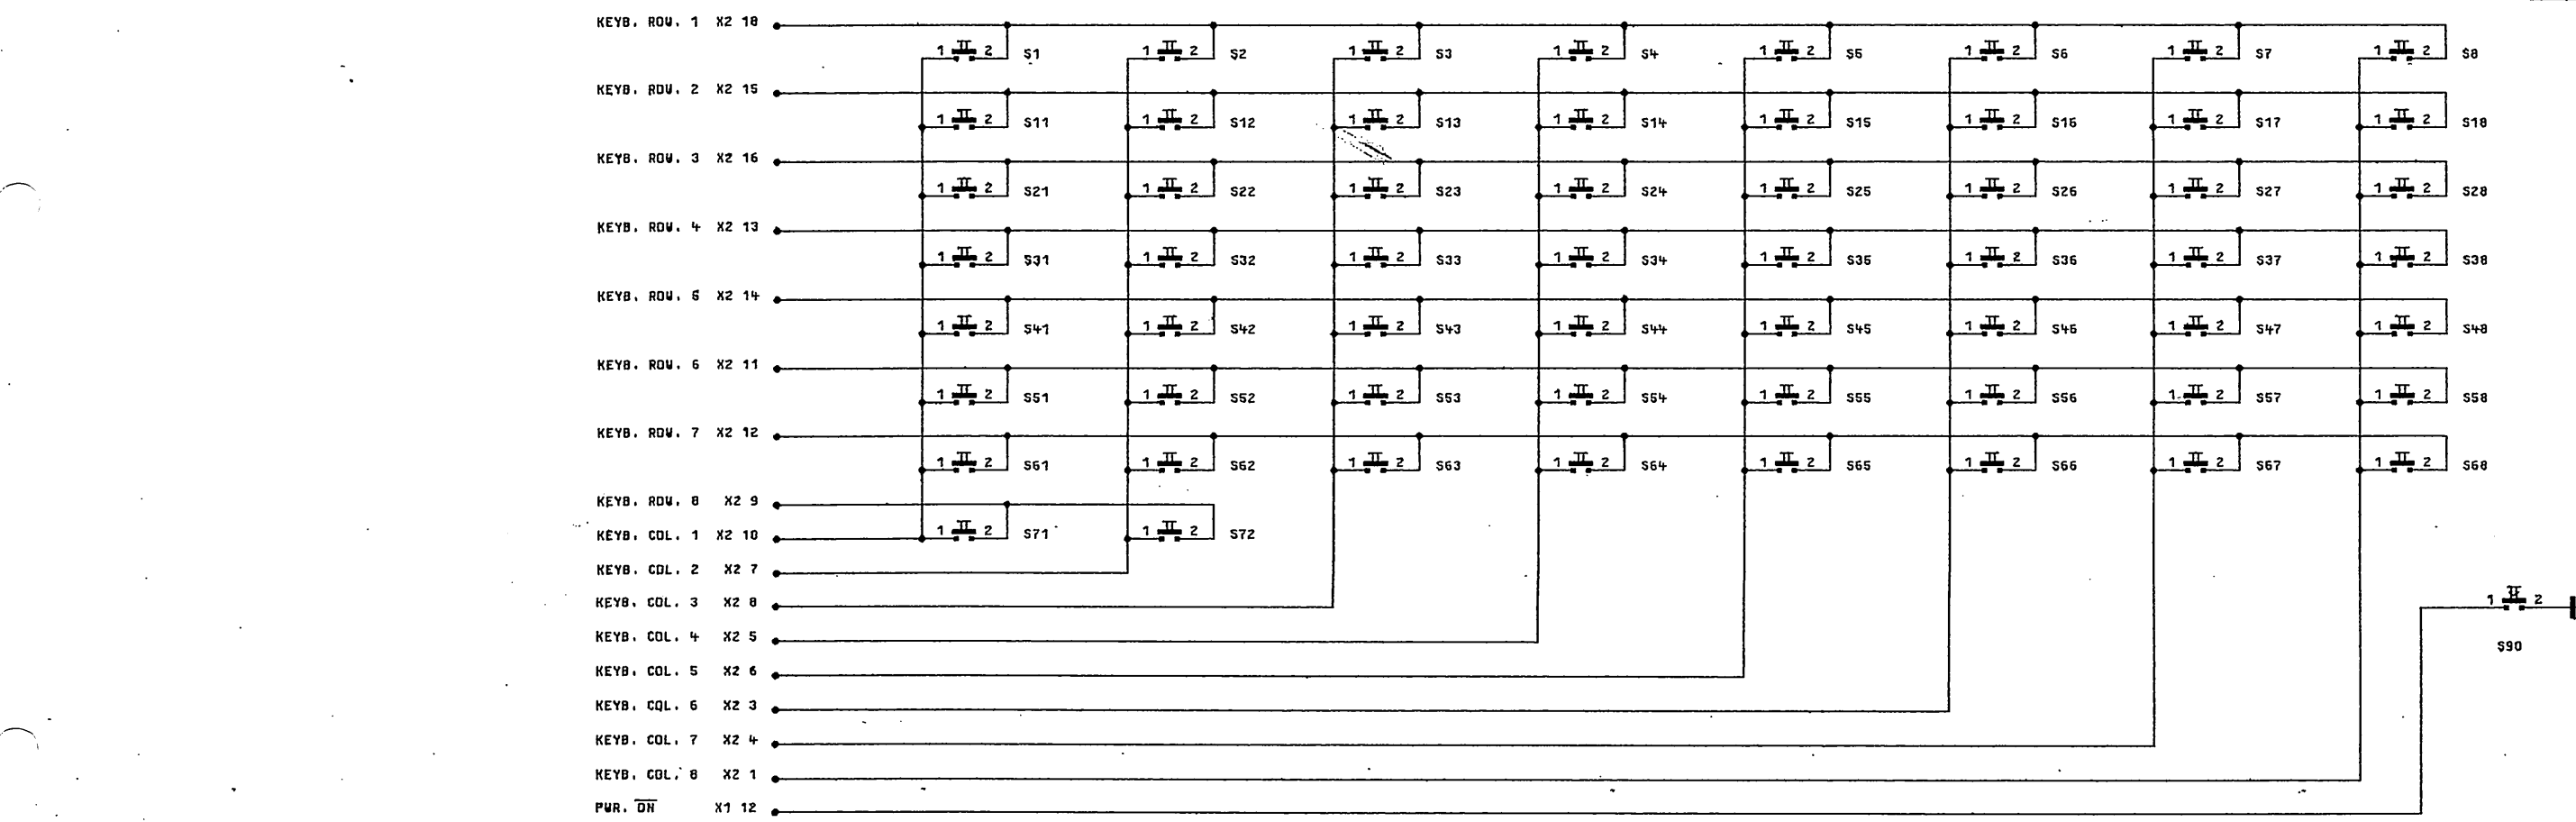 KEYB. ROW. 1 X2 18
1 2 S1 1 2 S2 1 2 S3 1 2 S4 1 2 S5 1 2 S6 1 2 S7 1 2 S8
KEYB. ROW. 2 X2 15
1 2 S11 1 2 S12 1 2 S13 1 2 S14 1 2 S15 1 2 S16 1 2 S17 1 2 S18
KEYB. ROW. 3 X2 16
1 2 S21 1 2 S22 1 2 S23 1 2 S24 1 2 S25 1 2 S26 1 2 S27 1 2 S28
KEYB. ROW. 4 X2 13
1 2 S31 1 2 S32 1 2 S33 1 2 S34 1 2 S35 1 2 S36 1 2 S37 1 2 S38
KEYB. ROW. 5 X2 14
1 2 S41 1 2 S42 1 2 S43 1 2 S44 1 2 S45 1 2 S46 1 2 S47 1 2 S48
KEYB. ROW. 6 X2 11
1 2 S51 1 2 S52 1 2 S53 1 2 S54 1 2 S55 1 2 S56 1 2 S57 1 2 S58
KEYB. ROW. 7 X2 12
1 2 S61 1 2 S62 1 2 S63 1 2 S64 1 2 S65 1 2 S66 1 2 S67 1 2 S68
KEYB. ROW. 8 X2 9
1 2 S71 1 2 S72
KEYB. COL. 1 X2 10
KEYB. COL. 2 X2 7
KEYB. COL. 3 X2 8
1 2
KEYB. COL. 4 X2 5
S90
KEYB. COL. 5 X2 6
KEYB. COL. 6 X2 3
KEYB. COL. 7 X2 4
KEYB. COL. 8 X2 1
PWR. ON X1 12